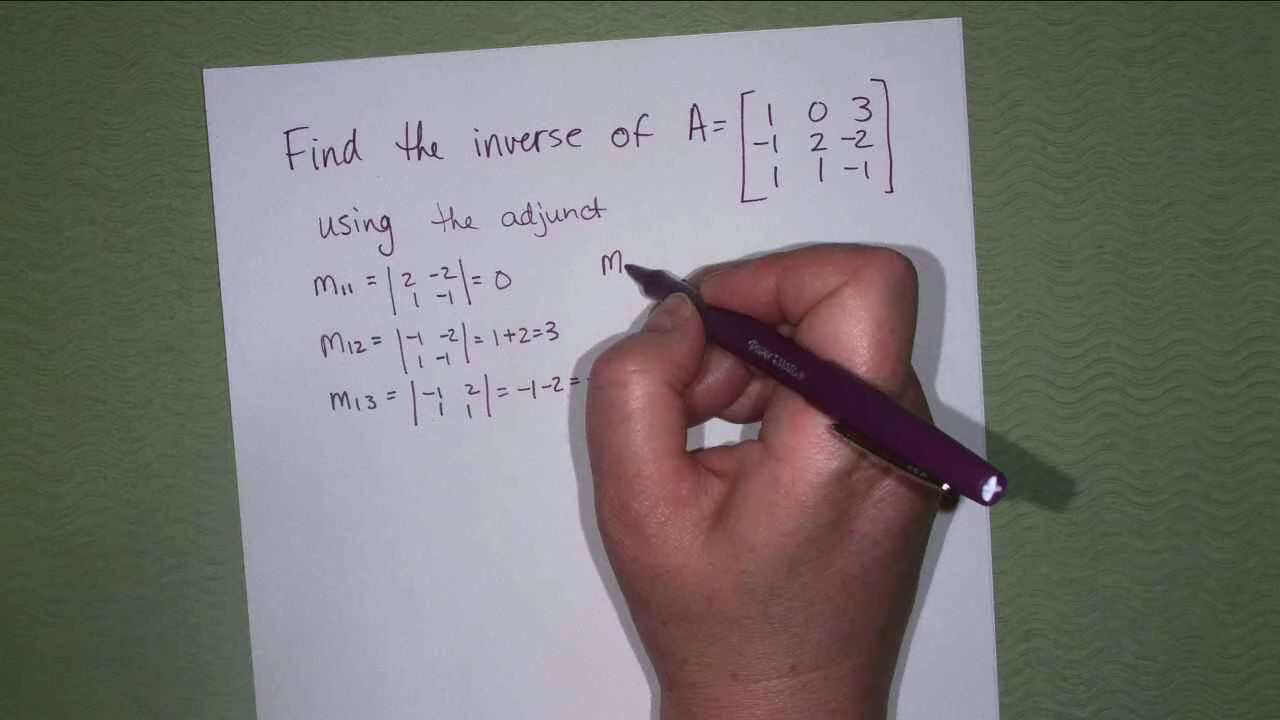 Find the inverse of A= [1 0 3
-1 2 -2
1 1 -1]
using the adjunct
m11 = |2 -2
1 -1| = 0
m12 = |-1 -2
1 -1| = 1+2=3
m13 = |-1 2
1 1| = -1-2 =
m